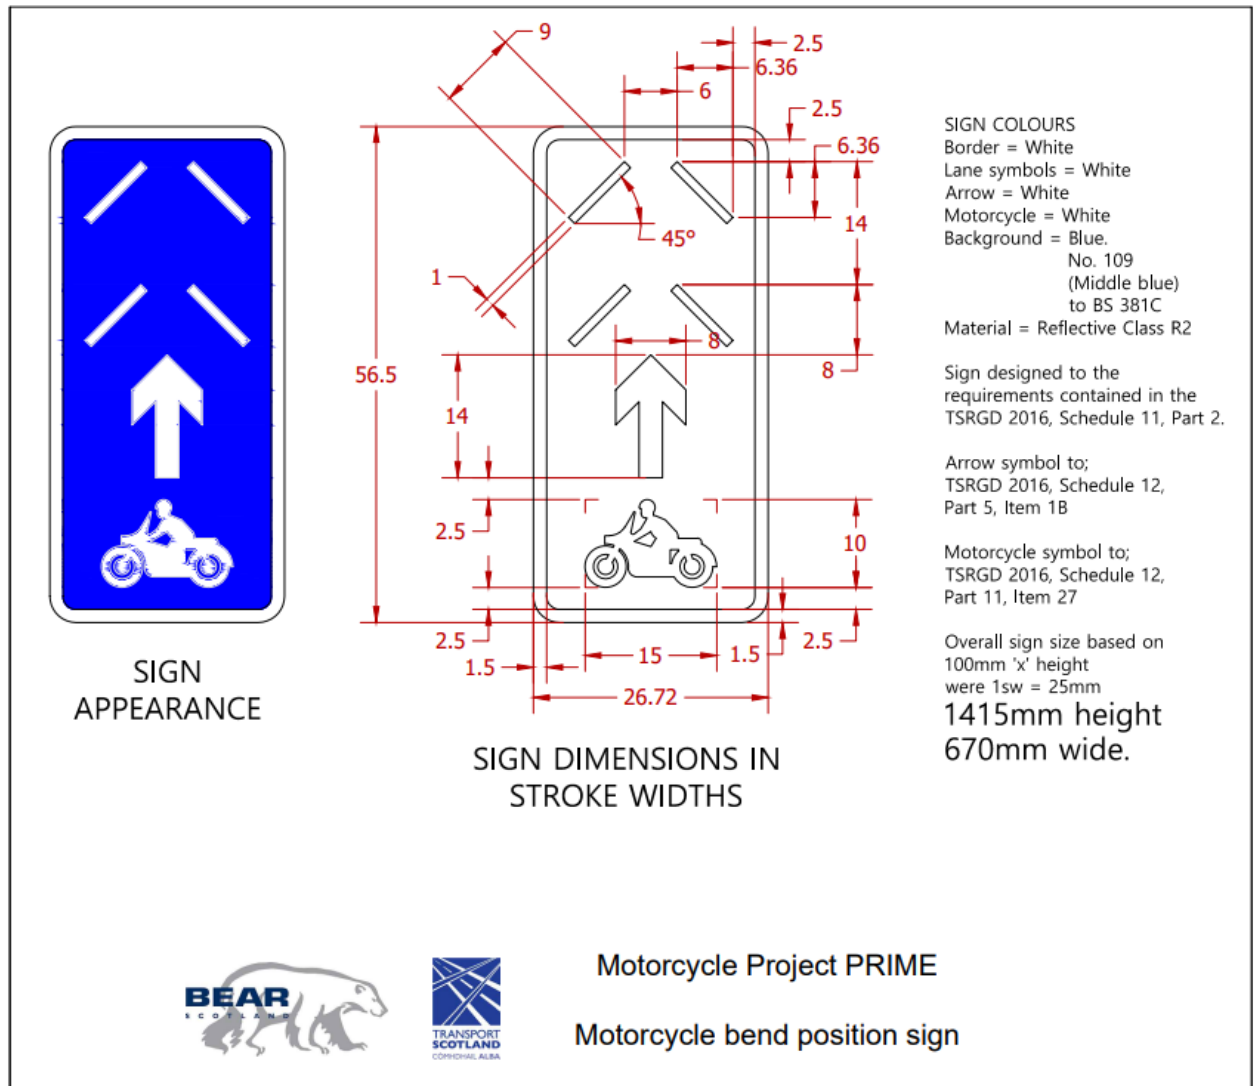 9
2.5
6.36
6
2.5
6.36
14
45°
1
8
8
56.5
14
2.5
10
2.5
1.5
15
1.5
2.5
26.72
SIGN
APPEARANCE
SIGN DIMENSIONS IN
STROKE WIDTHS
SIGN COLOURS
Border = White
Lane symbols = White
Arrow = White
Motorcycle = White
Background = Blue.
No. 109
(Middle blue)
to BS 381C
Material = Reflective Class R2
Sign designed to the
requirements contained in the
TSRGD 2016, Schedule 11, Part 2.
Arrow symbol to;
TSRGD 2016, Schedule 12,
Part 5, Item 1B
Motorcycle symbol to;
TSRGD 2016, Schedule 12,
Part 11, Item 27
Overall sign size based on
100mm 'x' height
were 1sw = 25mm
1415mm height
670mm wide.
BEAR
SCOTLAND
TRANSPORT
SCOTLAND
CÒMHDHAIL ALBA
Motorcycle Project PRIME
Motorcycle bend position sign